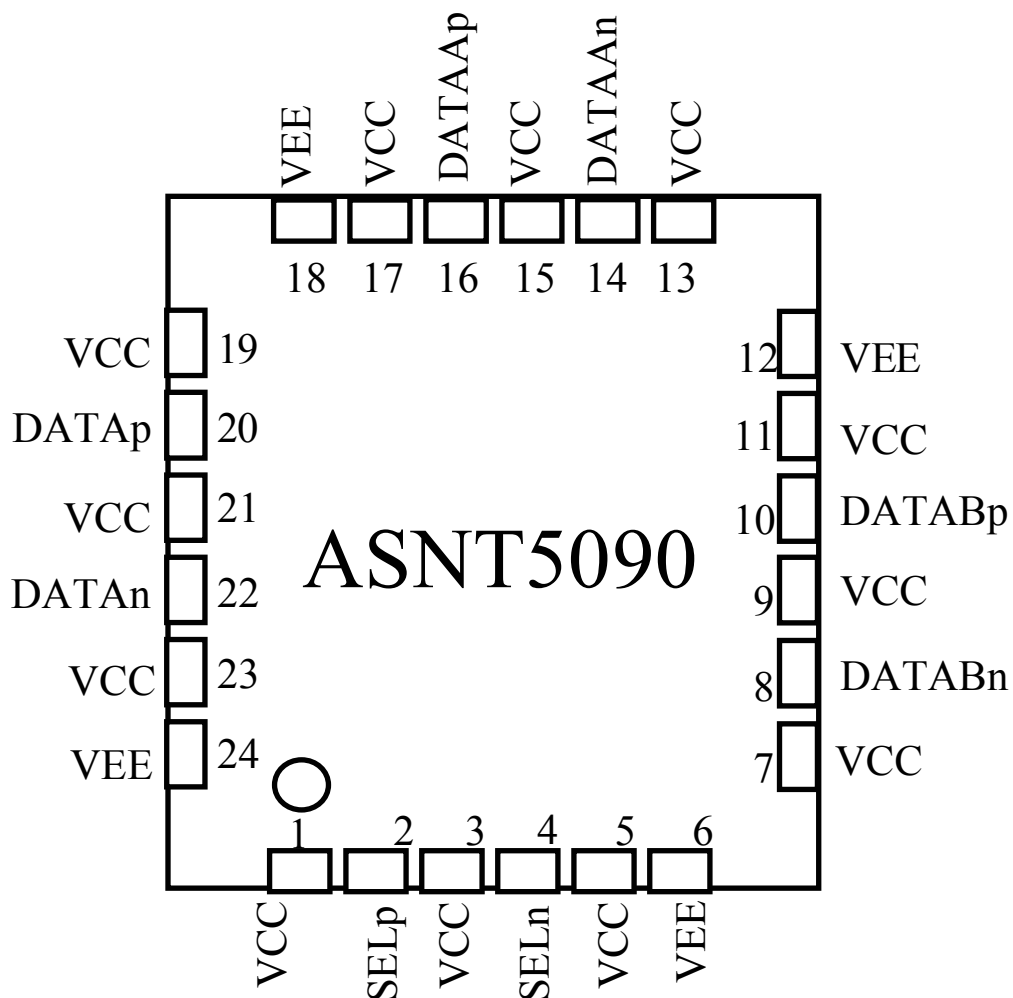 VEE VCC DATAAp VCC DATAAn VCC
18 17 16 15 14 13
VCC 19
12 VEE
DATAp 20
11 VCC
VCC 21
10 DATABp
ASNT5090
DATAn 22
9 VCC
VCC 23
8 DATABn
VEE 24
7 VCC
1 2 3 4 5 6
VCC SELp VCC SELn VCC VEE